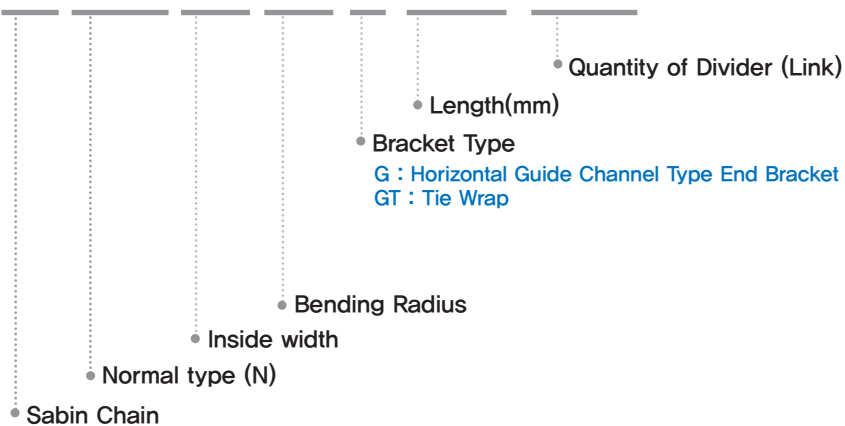 Quantity of Divider (Link)
Length(mm)
Bracket Type
G : Horizontal Guide Channel Type End Bracket
GT : Tie Wrap
Bending Radius
Inside width
Normal type (N)
Sabin Chain